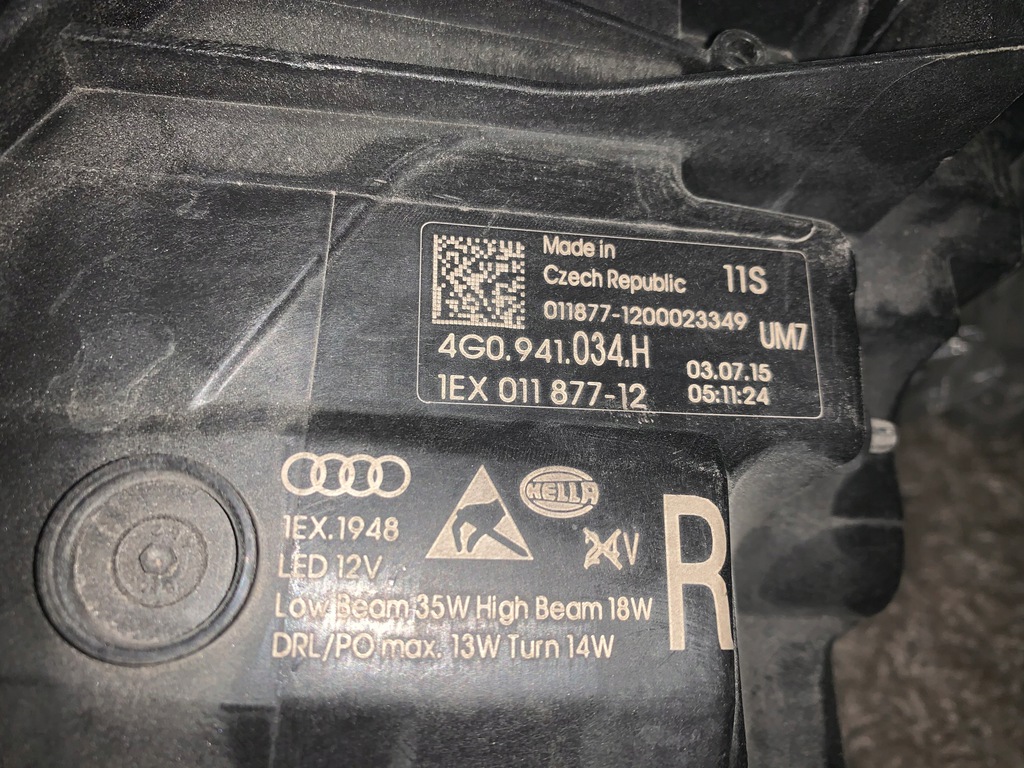 Made in
Czech Republic 11S
011877-1200023349 UM7
4G0.941.034.H 03.07.15
1EX 011 877-12 05:11:24
HELLA
1EX.1948 24V
LED 12V
R
Low Beam 35W High Beam 18W
DRL/PO max. 13W Turn 14W